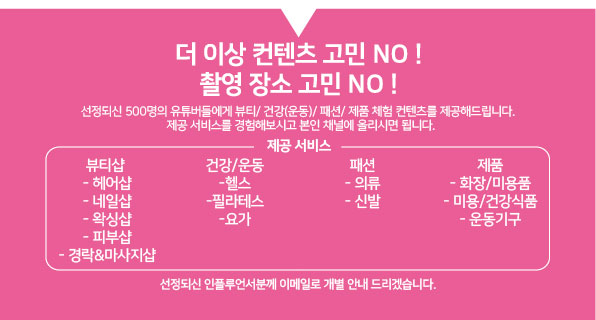 더 이상 컨텐츠 고민 NO !
촬영 장소 고민 NO !
선정되신 500명의 유튜버들에게 뷰티/ 건강(운동)/ 패션/ 제품 체험 컨텐츠를 제공해드립니다.
제공 서비스를 경험해보시고 본인 채널에 올리시면 됩니다.
제공 서비스
뷰티샵
- 헤어샵
- 네일샵
- 왁싱샵
- 피부샵
- 경락&마사지샵
건강/운동
-헬스
-필라테스
-요가
패션
- 의류
- 신발
제품
- 화장/미용품
- 미용/건강식품
- 운동기구
선정되신 인플루언서분께 이메일로 개별 안내 드리겠습니다.